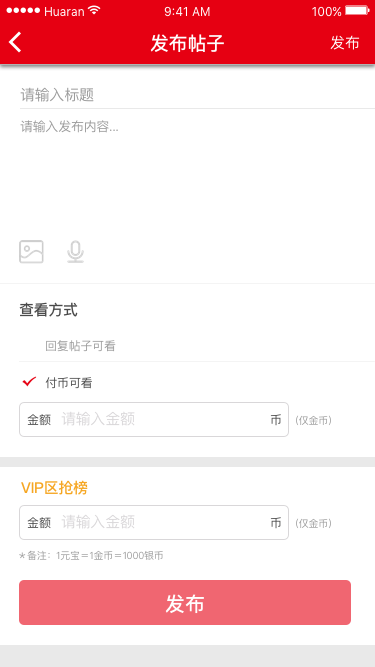 Huaran 9:41 AM 100%
发布帖子 发布
请输入标题
请输入发布内容...
查看方式
回复帖子可看
付币可看
金额 请输入金额 币 (仅金币)
VIP区抢榜
金额 请输入金额 币 (仅金币)
*备注：1元宝＝1金币＝1000银币
发布